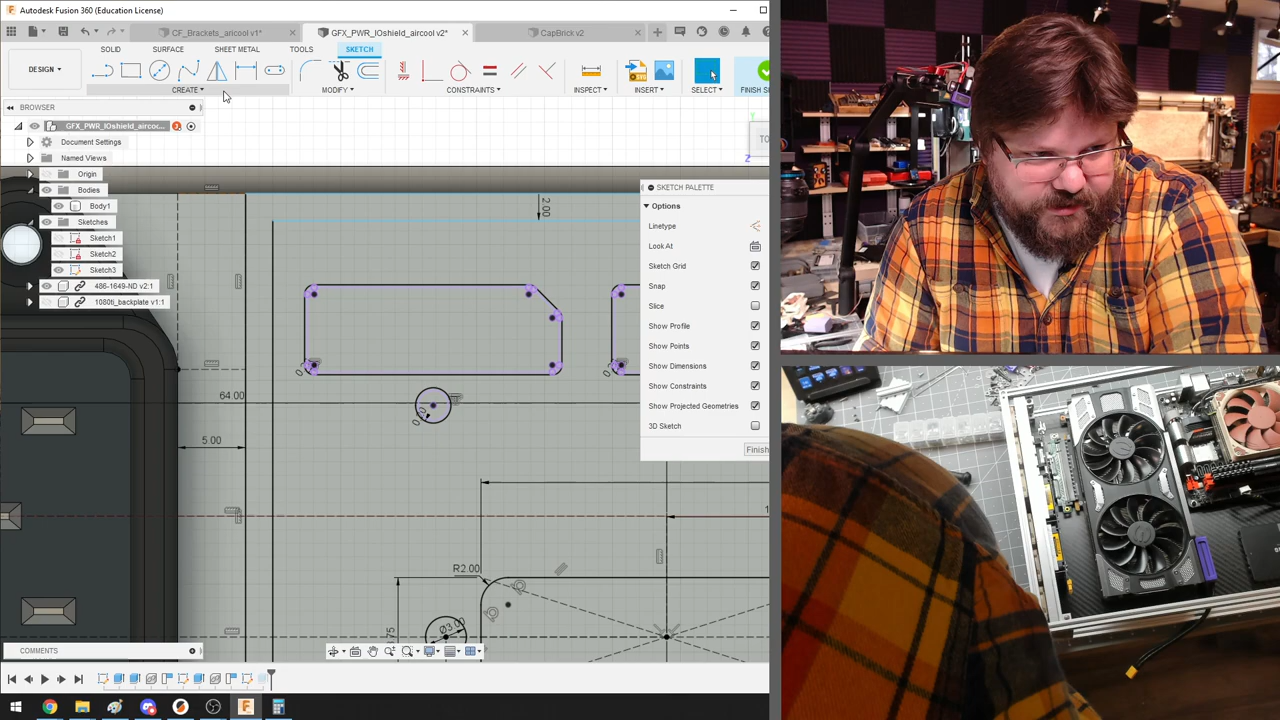 Autodesk Fusion 360 (Education License)
CF_Brackets_aircool v1*
GFX_PWR_IOshield_aircool v2*
CapBrick v2
SOLID
SURFACE
SHEET METAL
TOOLS
SKETCH
DESIGN
CREATE
MODIFY
CONSTRAINTS
INSPECT
INSERT
SELECT
FINISH S
BROWSER
GFX_PWR_IOshield_aircoc...
Document Settings
Named Views
Origin
Bodies
Body1
Sketches
Sketch1
Sketch2
Sketch3
486-1649-ND v2:1
1080ti_backplate v1:1
TO
Z
2.00
64.00
5.00
R2.00
Ø3.00
SKETCH PALETTE
Options
Linetype
Look At
Sketch Grid
Snap
Slice
Show Profile
Show Points
Show Dimensions
Show Constraints
Show Projected Geometries
3D Sketch
Finish
COMMENTS